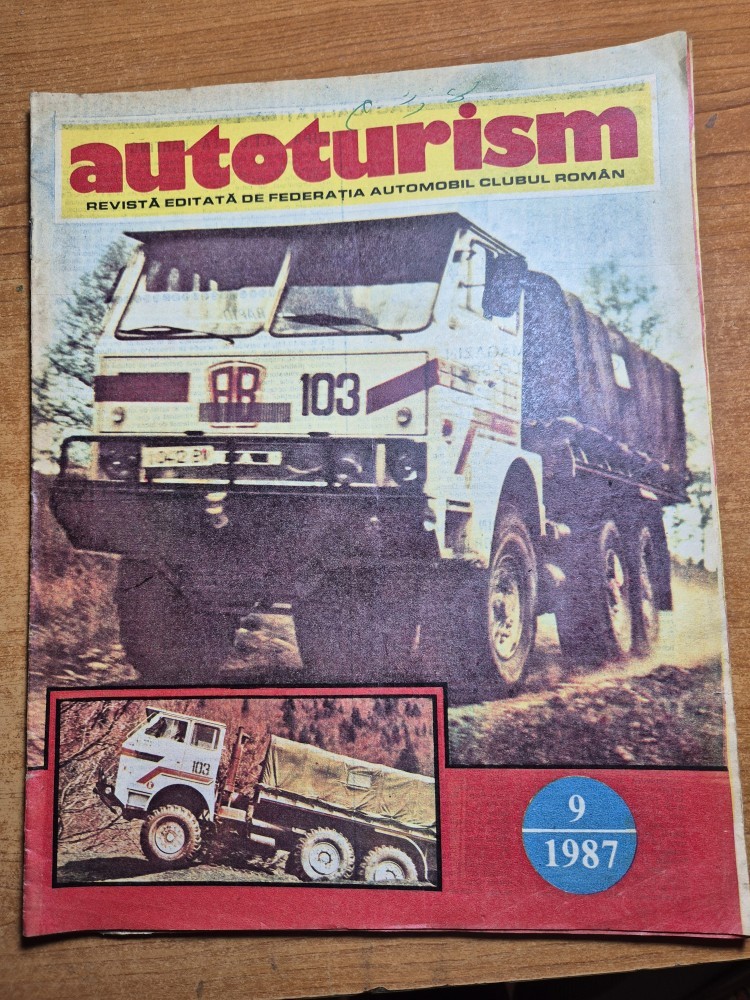 autoturism
REVISTĂ EDITATĂ DE FEDERAȚIA AUTOMOBIL CLUBUL ROMÂN
103
103
9
1987